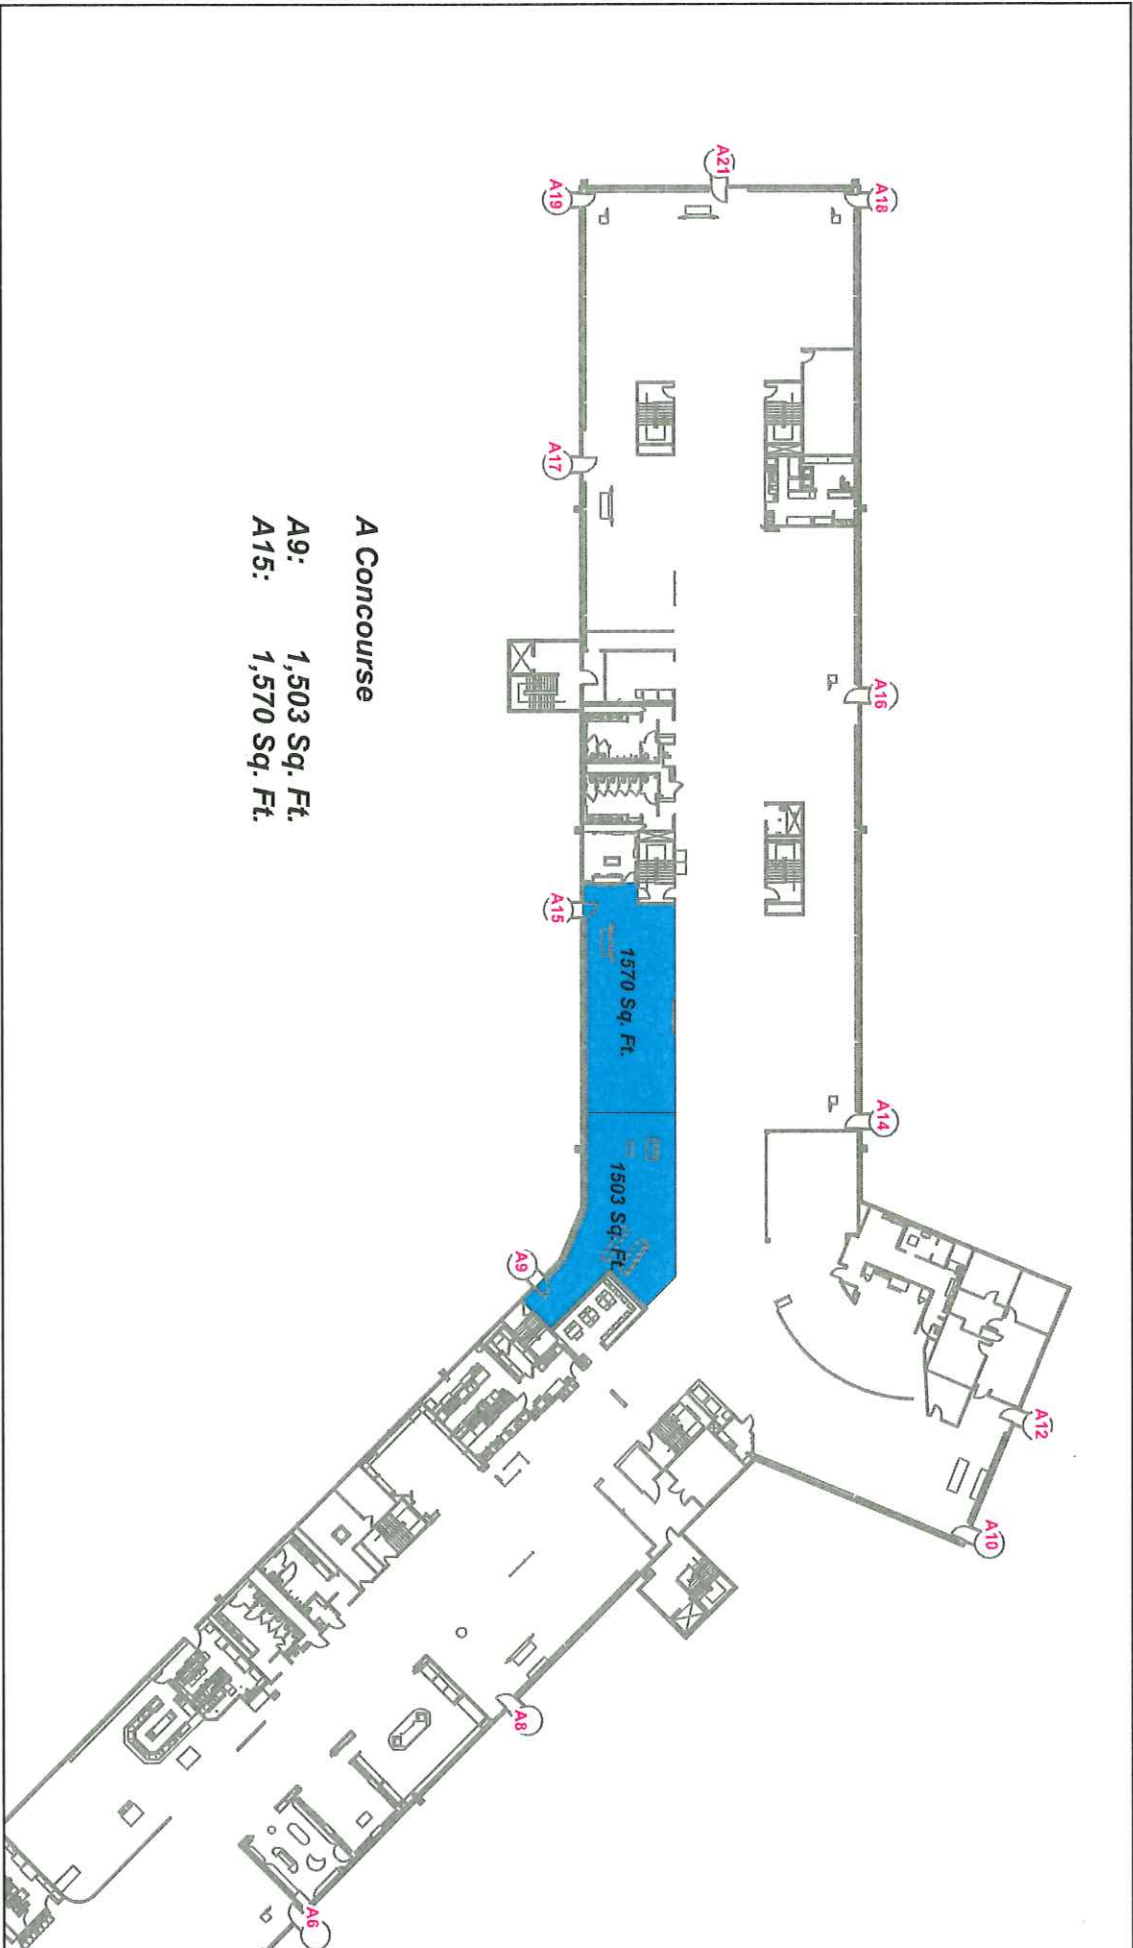 A18
A21
A19
A17
A16
A15
A14
1570 Sq. Ft.
1503 Sq. Ft.
A9
A12
A10
A8
A6
A Concourse
A9: 1,503 Sq. Ft.
A15: 1,570 Sq. Ft.